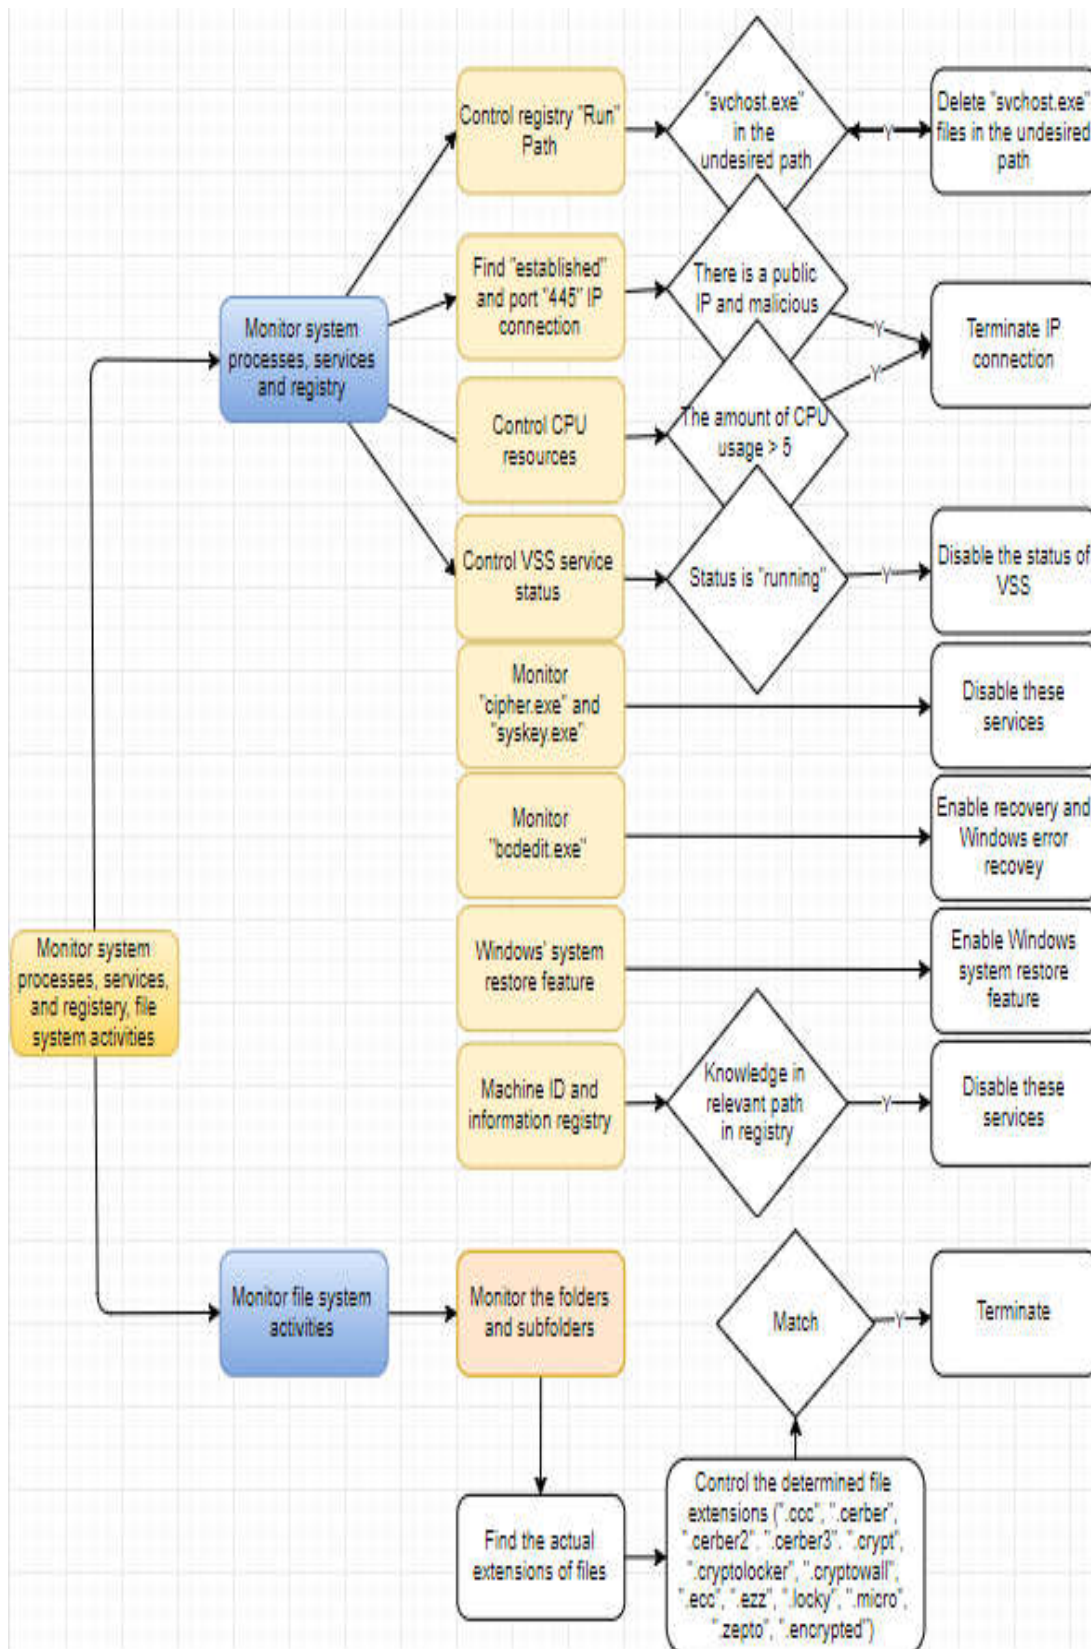 Control registry "Run"
Path
"svchost.exe"
in the
undesired path
Y
Delete "svchost.exe"
files in the undesired
path
Find "established"
and port "445" IP
connection
There is a public
IP and malicious
Y
Terminate IP
connection
Monitor system
processes, services
and registry
Control CPU
resources
The amount of CPU
usage > 5
Y
Control VSS service
status
Status is "running"
Y
Disable the status of
VSS
Monitor
"cipher.exe" and
"syskey.exe"
Disable these
services
Monitor
"bcdedit.exe"
Enable recovery and
Windows error
recovey
Monitor system
processes, services,
and registery, file
system activities
Windows' system
restore feature
Enable Windows
system restore
feature
Machine ID and
information registry
Knowledge in
relevant path
in registry
Y
Disable these
services
Monitor file system
activities
Monitor the folders
and subfolders
Match
Y
Terminate
Find the actual
extensions of files
Control the determined file
extensions (".ccc", ".cerber",
".cerber2". ".cerber3". ".crypt",
".cryptolocker", ".cryptowall",
".ecc", ".ezz", ".locky", ".micro",
".zepto", ".encrypted")